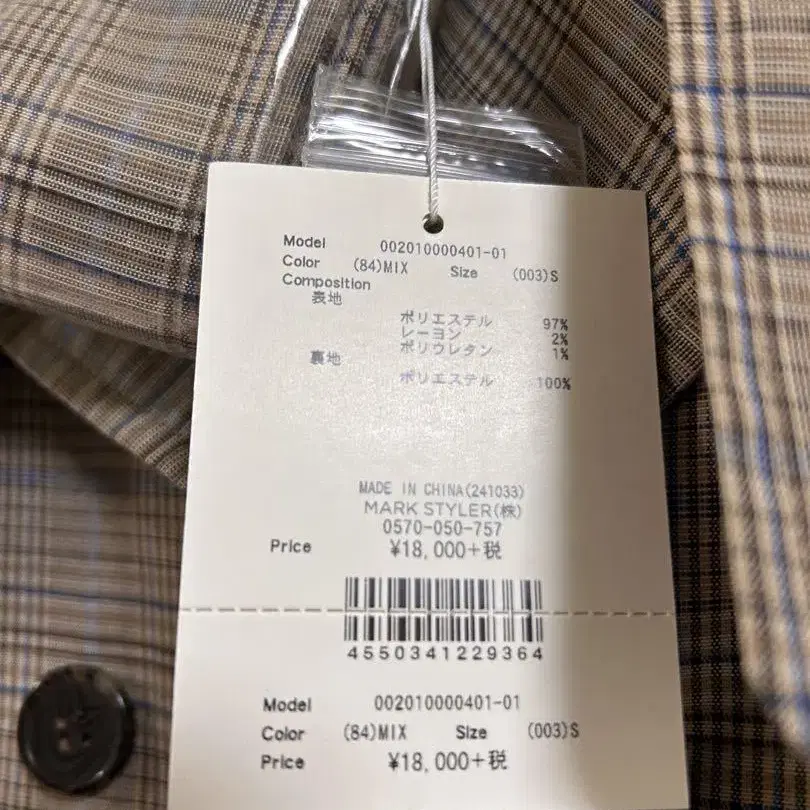 Model 002010000401-01
Color (84)MIX Size (003)S
Composition
表地
ポリエステル 97%
レーヨン 2%
ポリウレタン 1%
裏地
ポリエステル 100%
MADE IN CHINA(241033)
MARK STYLER(株)
0570-050-757
Price ¥18,000+税
4550341229364
Model 002010000401-01
Color (84)MIX Size (003)S
Price ¥18,000+税